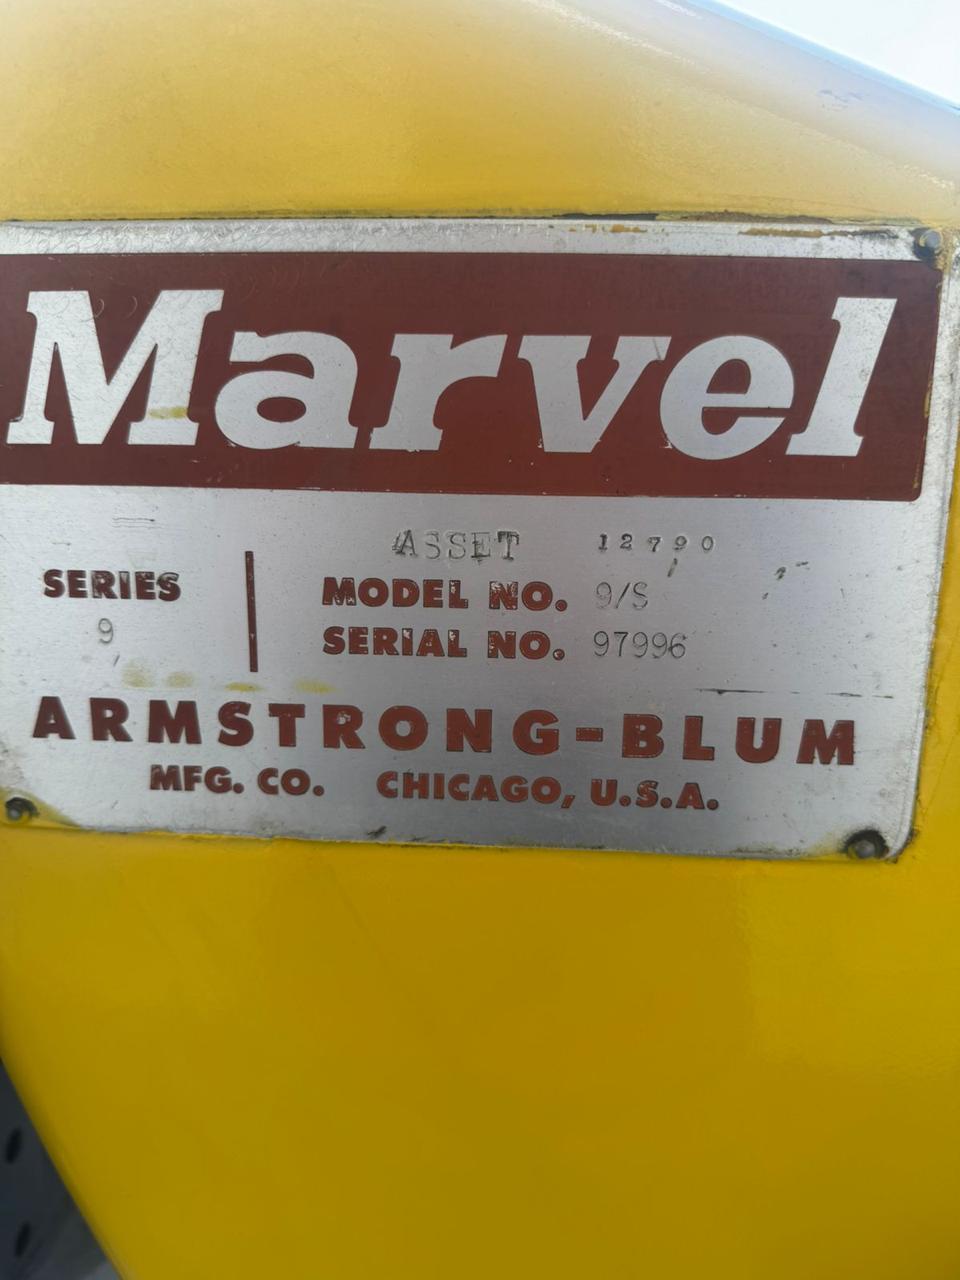 Marvel
ASSET 12790
SERIES
9
MODEL NO. 9/S
SERIAL NO. 97996
ARMSTRONG-BLUM
MFG. CO. CHICAGO, U.S.A.